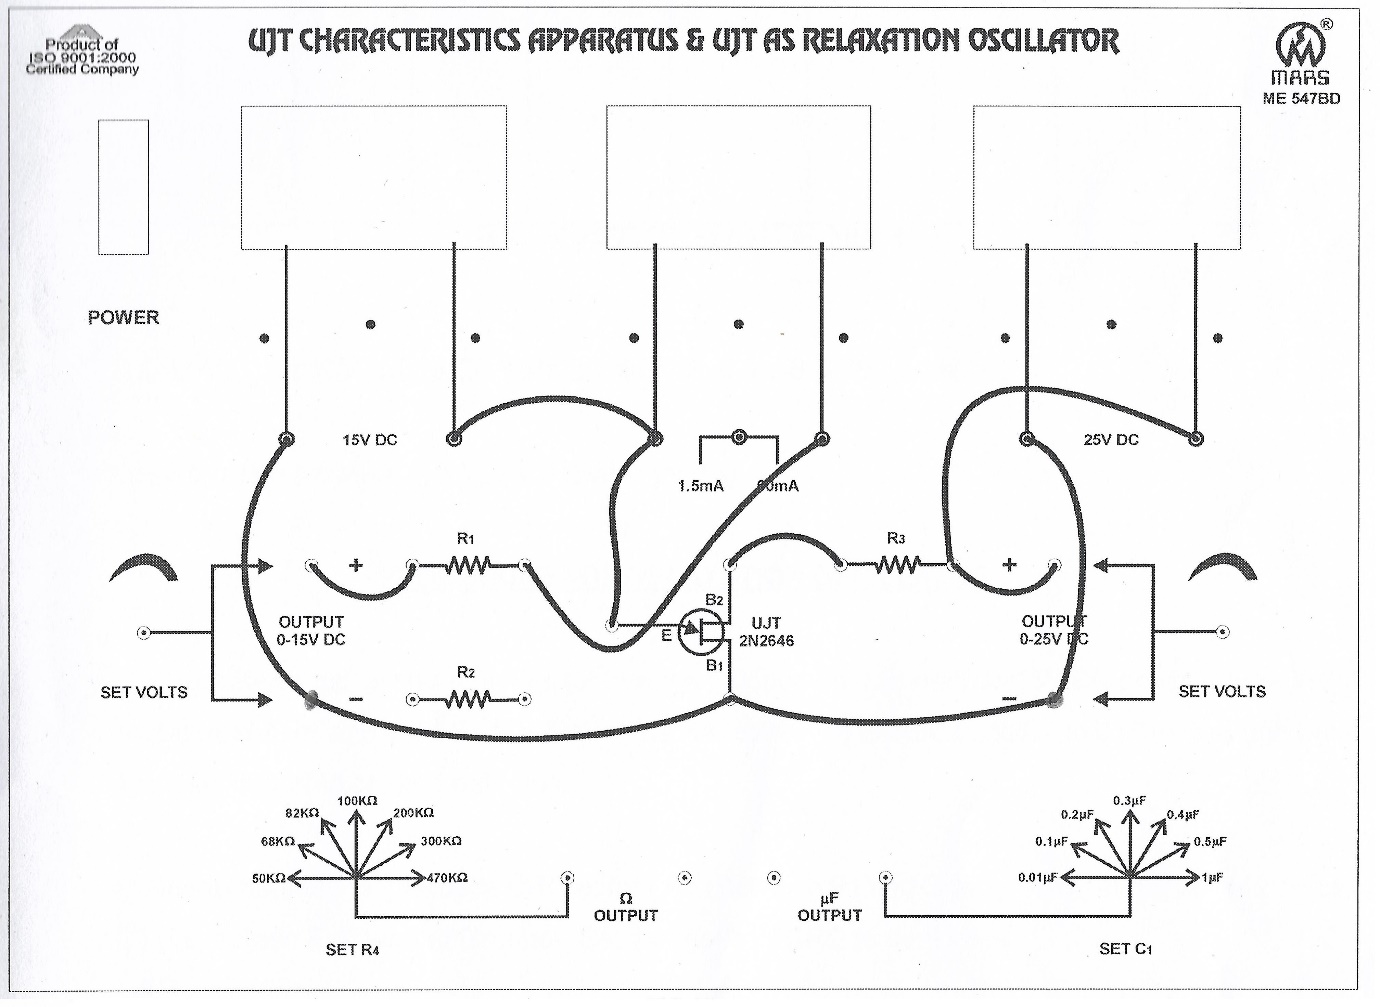 Product of
ISO 9001:2000
Certified Company
UJT CHARACTERISTICS APPARATUS & UJT AS RELAXATION OSCILLATOR
®
MARS
ME 547BD
POWER
15V DC
25V DC
1.5mA
R1
R3
+
+
OUTPUT
0-15V DC
B2
E
UJT
2N2646
B1
OUTPUT
0-25V DC
SET VOLTS
R2
−
−
SET VOLTS
50KΩ
68KΩ
82KΩ
100KΩ
200KΩ
300KΩ
470KΩ
Ω
OUTPUT
µF
OUTPUT
0.01µF
0.1µF
0.2µF
0.3µF
0.4µF
0.5µF
1µF
SET R4
SET C1